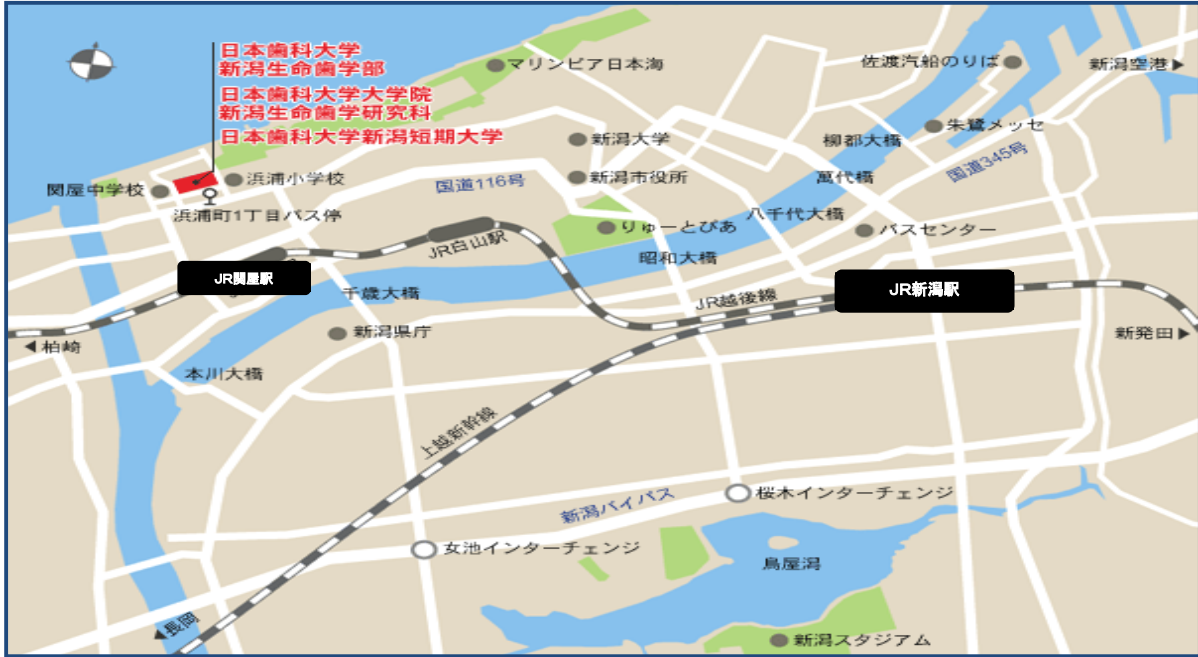 日本歯科大学
新潟生命歯学部
日本歯科大学大学院
新潟生命歯学研究科
日本歯科大学新潟短期大学
マリンピア日本海
佐渡汽船のりば
新潟空港▶
新潟大学
朱鷺メッセ
柳都大橋
国道345号
関屋中学校
浜浦小学校
国道116号
新潟市役所
萬代橋
浜浦町1丁目バス停
りゅーとぴあ
八千代大橋
バスセンター
JR白山駅
昭和大橋
JR関屋駅
千歳大橋
JR越後線
JR新潟駅
新潟県庁
新発田▶
◀柏崎
本川大橋
上越新幹線
新潟バイパス
桜木インターチェンジ
女池インターチェンジ
鳥屋潟
◀長岡
新潟スタジアム